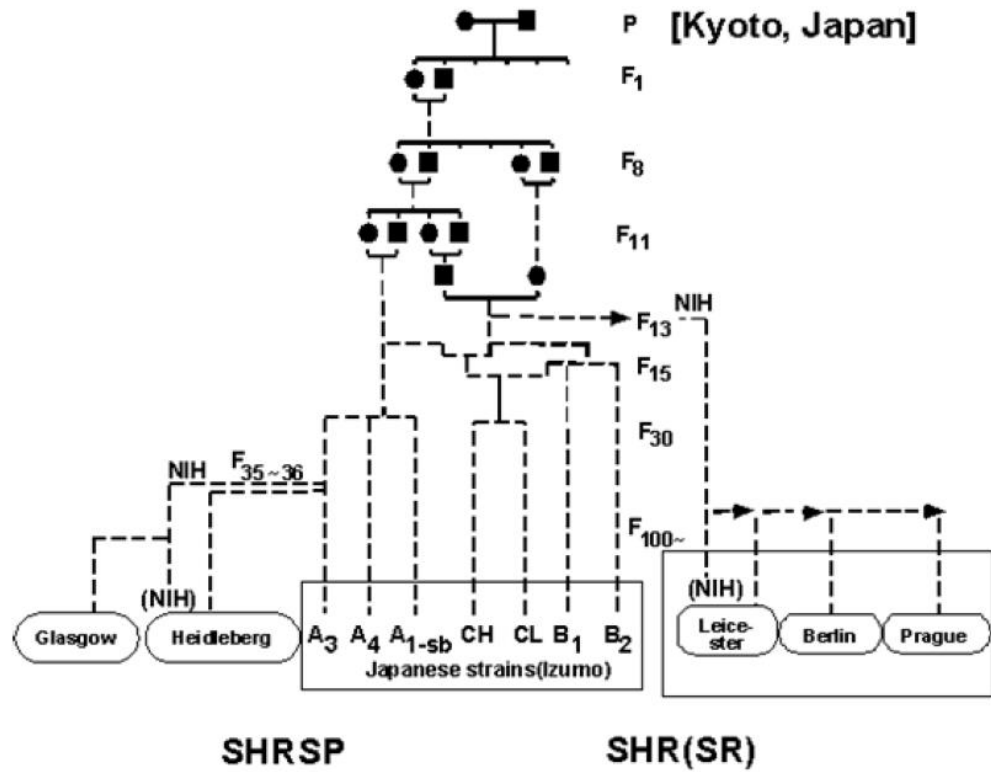 P [Kyoto, Japan]
F1
F8
F11
NIH
F13
F15
F30
NIH F35~36
F100~
(NIH) (NIH)
Glasgow Heidleberg A3 A4 A1-sb CH CL B1 B2 Leice-
ster Berlin Prague
Japanese strains(Izumo)
SHRSP SHR(SR)